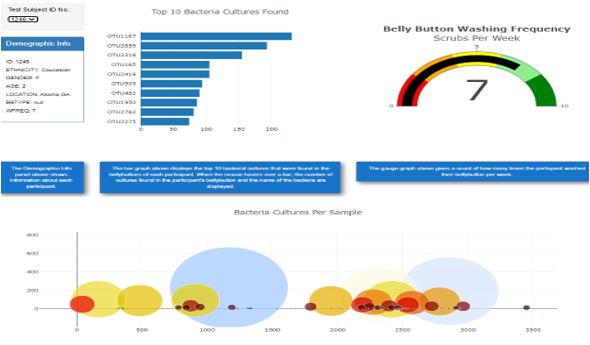 Test Subject ID No.:
1246
Demographic Info
ID: 1246
ETHNICITY: Caucasian
GENDER: F
AGE: 2
LOCATION: Atlanta,GA
BBTYPE: null
WFREQ: 7
Top 10 Bacteria Cultures Found
OTU1167
OTU2859
OTU2318
OTU165
OTU2419
OTU909
OTU482
OTU1950
OTU2782
OTU2275
0 50 100 150 200
Belly Button Washing Frequency
Scrubs Per Week
0
5
10
7
The Demographic Info
panel above shows
information about each
participant.
The bar graph above displays the top 10 bacterial cultures that were found in the
bellybuttons of each participant. When the mouse hovers over a bar, the number of
cultures found in the participant's bellybutton and the name of the bacteria are
displayed.
The gauge graph above gives a count of how many times the participant washed
their bellybutton per week.
Bacteria Cultures Per Sample
800
600
400
200
0
0 500 1000 1500 2000 2500 3000 3500